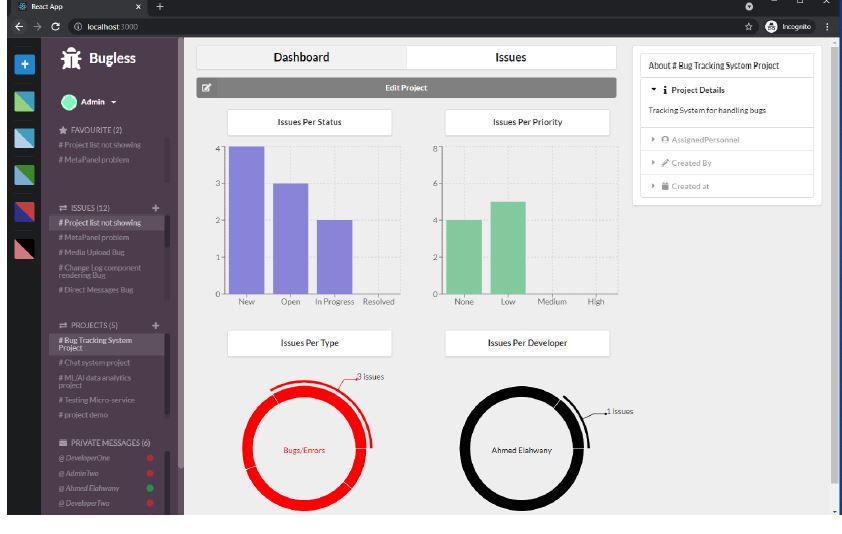 React App
localhost:3000
Incognito
Bugless
Admin
FAVOURITE (2)
# Project list not showing
# MetaPanel problem
ISSUES (12)
# Project list not showing
# MetaPanel problem
# Media Upload Bug
# Change Log component
rendering Bug
# Direct Messages Bug
PROJECTS (5)
# Bug Tracking System
Project
# Chat system project
# ML/AI data analytics
project
# Testing Micro-service
# project demo
PRIVATE MESSAGES (6)
@ DeveloperOne
@ AdminTwo
@ Ahmed Elahwany
@ DeveloperTwo
Dashboard
Issues
Edit Project
Issues Per Status
4
3
2
1
0
New Open In Progress Resolved
Issues Per Priority
8
6
4
2
0
None Low Medium High
Issues Per Type
3 issues
Bugs/Errors
Issues Per Developer
1 issues
Ahmed Elahwany
About # Bug Tracking System Project
Project Details
Tracking System for handling bugs
AssignedPersonnel
Created By
Created at